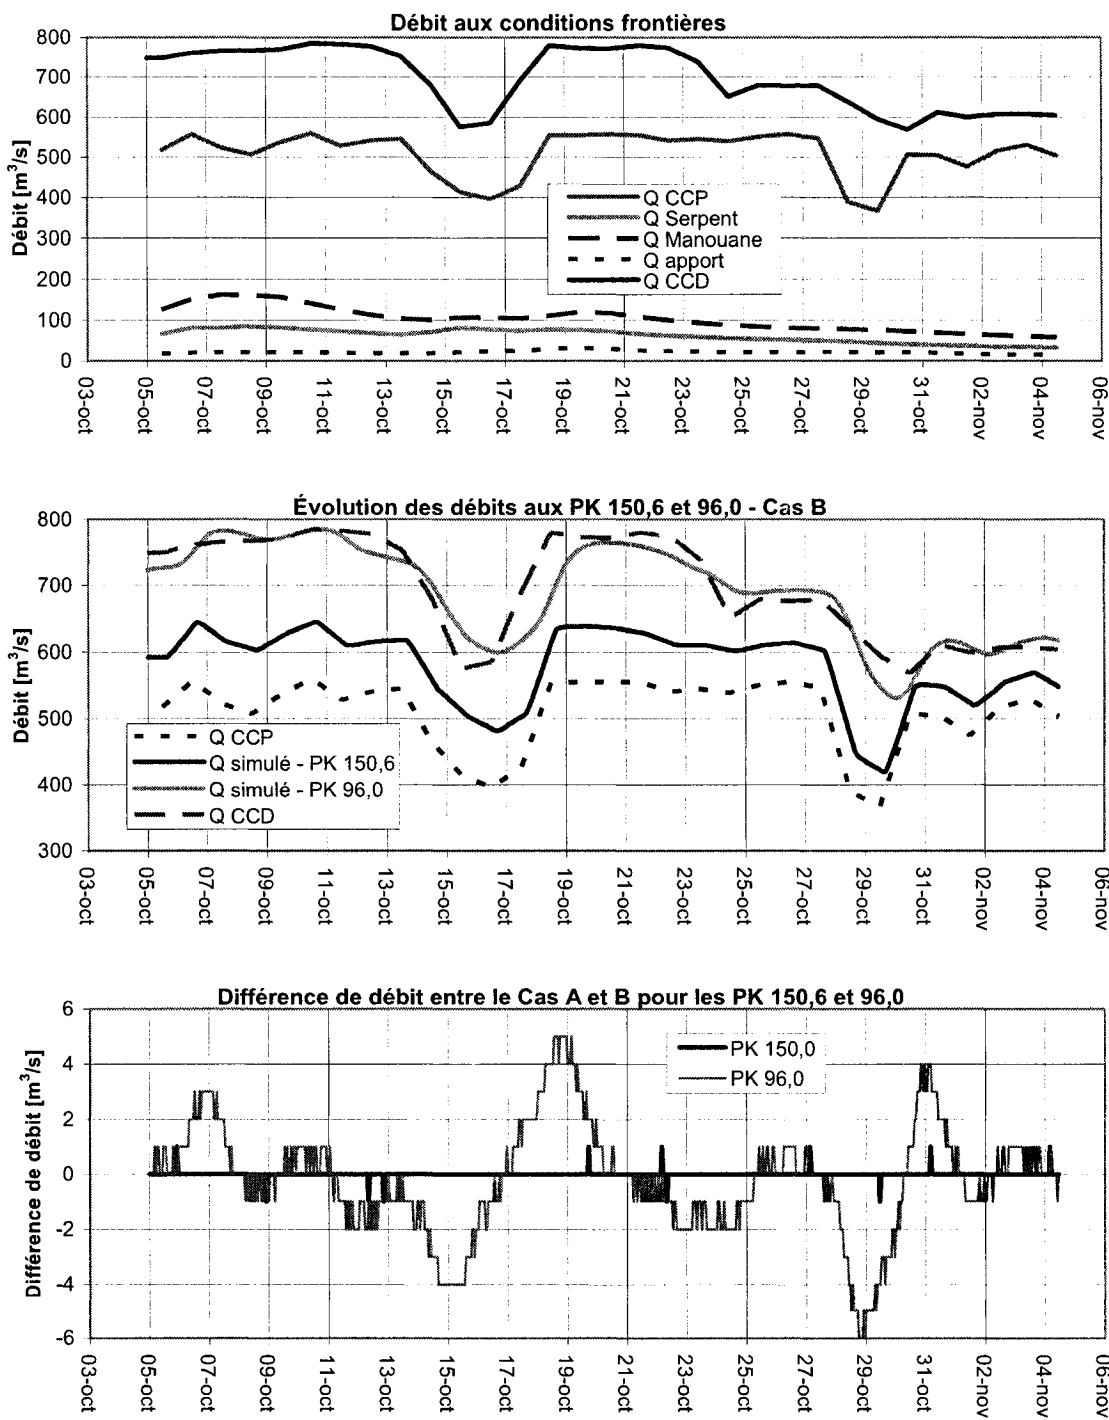 Débit aux conditions frontières
Débit [m³/s]
800
700
600
500
400
300
200
100
0
Q CCP
Q Serpent
Q Manouane
Q apport
Q CCD
03-oct
05-oct
07-oct
09-oct
11-oct
13-oct
15-oct
17-oct
19-oct
21-oct
23-oct
25-oct
27-oct
29-oct
31-oct
02-nov
04-nov
06-nov
Évolution des débits aux PK 150,6 et 96,0 - Cas B
Débit [m³/s]
800
700
600
500
400
300
Q CCP
Q simulé - PK 150,6
Q simulé - PK 96,0
Q CCD
03-oct
05-oct
07-oct
09-oct
11-oct
13-oct
15-oct
17-oct
19-oct
21-oct
23-oct
25-oct
27-oct
29-oct
31-oct
02-nov
04-nov
06-nov
Différence de débit entre le Cas A et B pour les PK 150,6 et 96,0
Différence de débit [m³/s]
6
4
2
0
-2
-4
-6
PK 150,0
PK 96,0
03-oct
05-oct
07-oct
09-oct
11-oct
13-oct
15-oct
17-oct
19-oct
21-oct
23-oct
25-oct
27-oct
29-oct
31-oct
02-nov
04-nov
06-nov